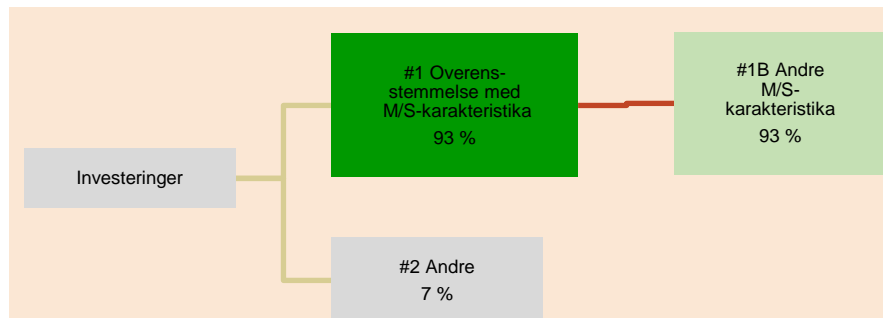 #1 Overens-
stemmelse med
M/S-karakteristika
93 %
#1B Andre
M/S-
karakteristika
93 %
Investeringer
#2 Andre
7 %